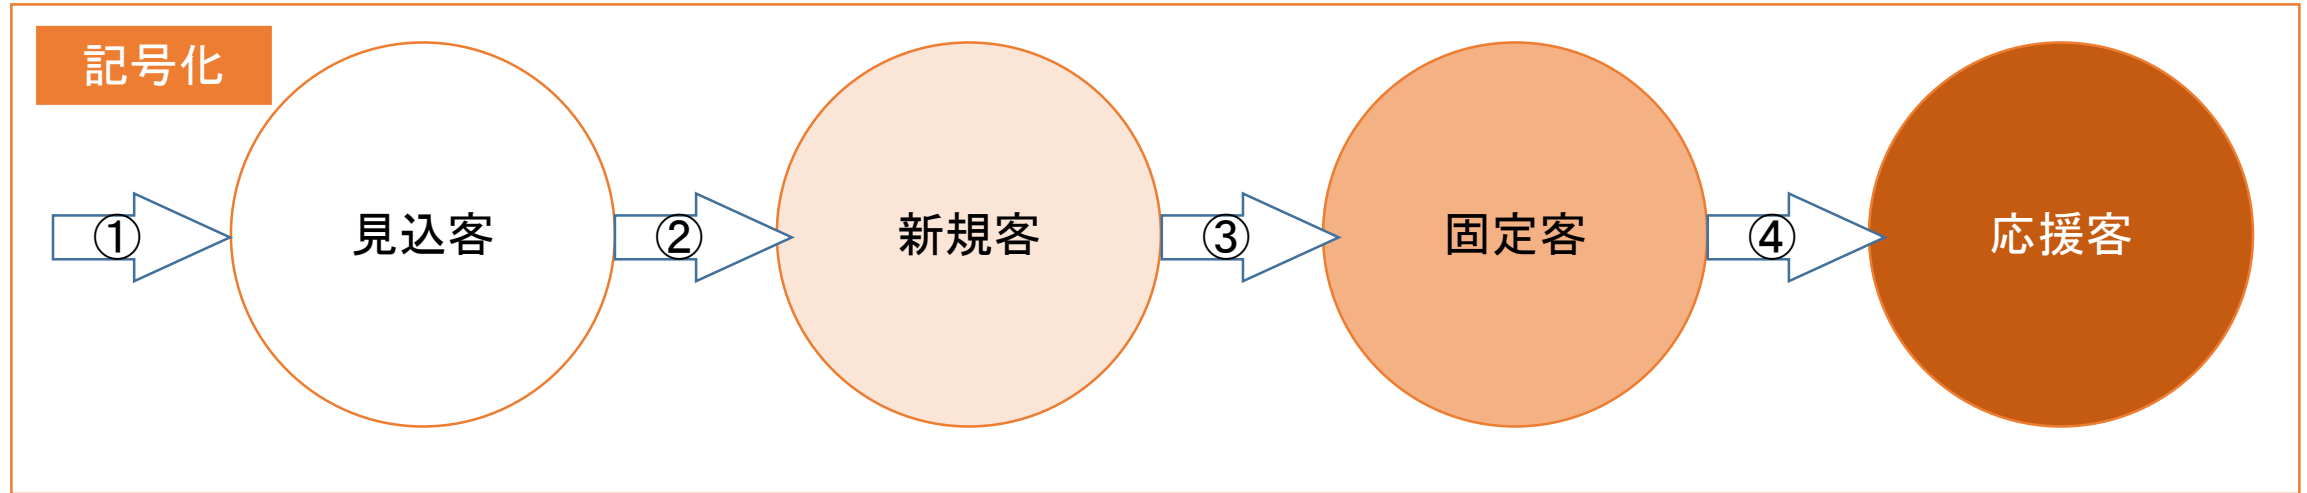 記号化
① 見込客 ② 新規客 ③ 固定客 ④ 応援客